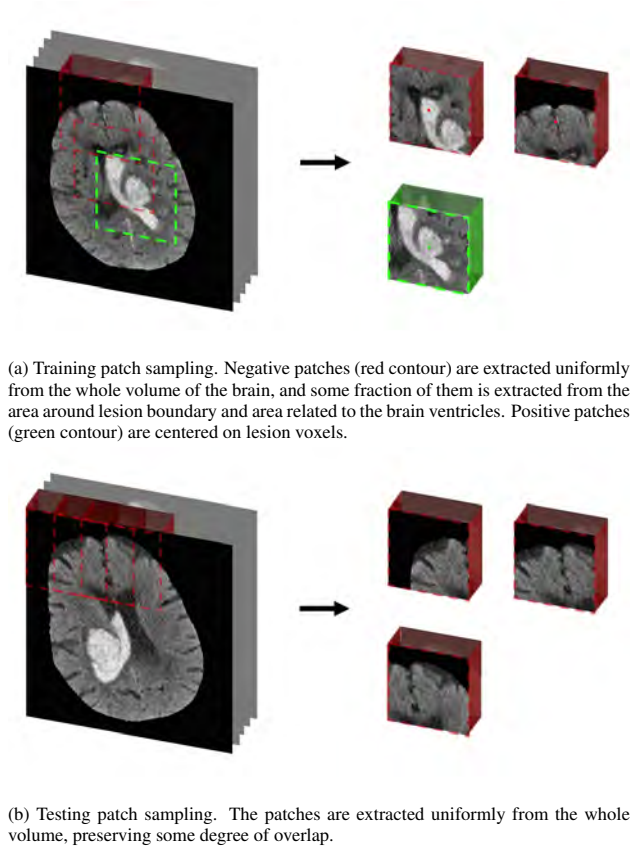 (a) Training patch sampling. Negative patches (red contour) are extracted uniformly
from the whole volume of the brain, and some fraction of them is extracted from the
area around lesion boundary and area related to the brain ventricles. Positive patches
(green contour) are centered on lesion voxels.
(b) Testing patch sampling. The patches are extracted uniformly from the whole
volume, preserving some degree of overlap.